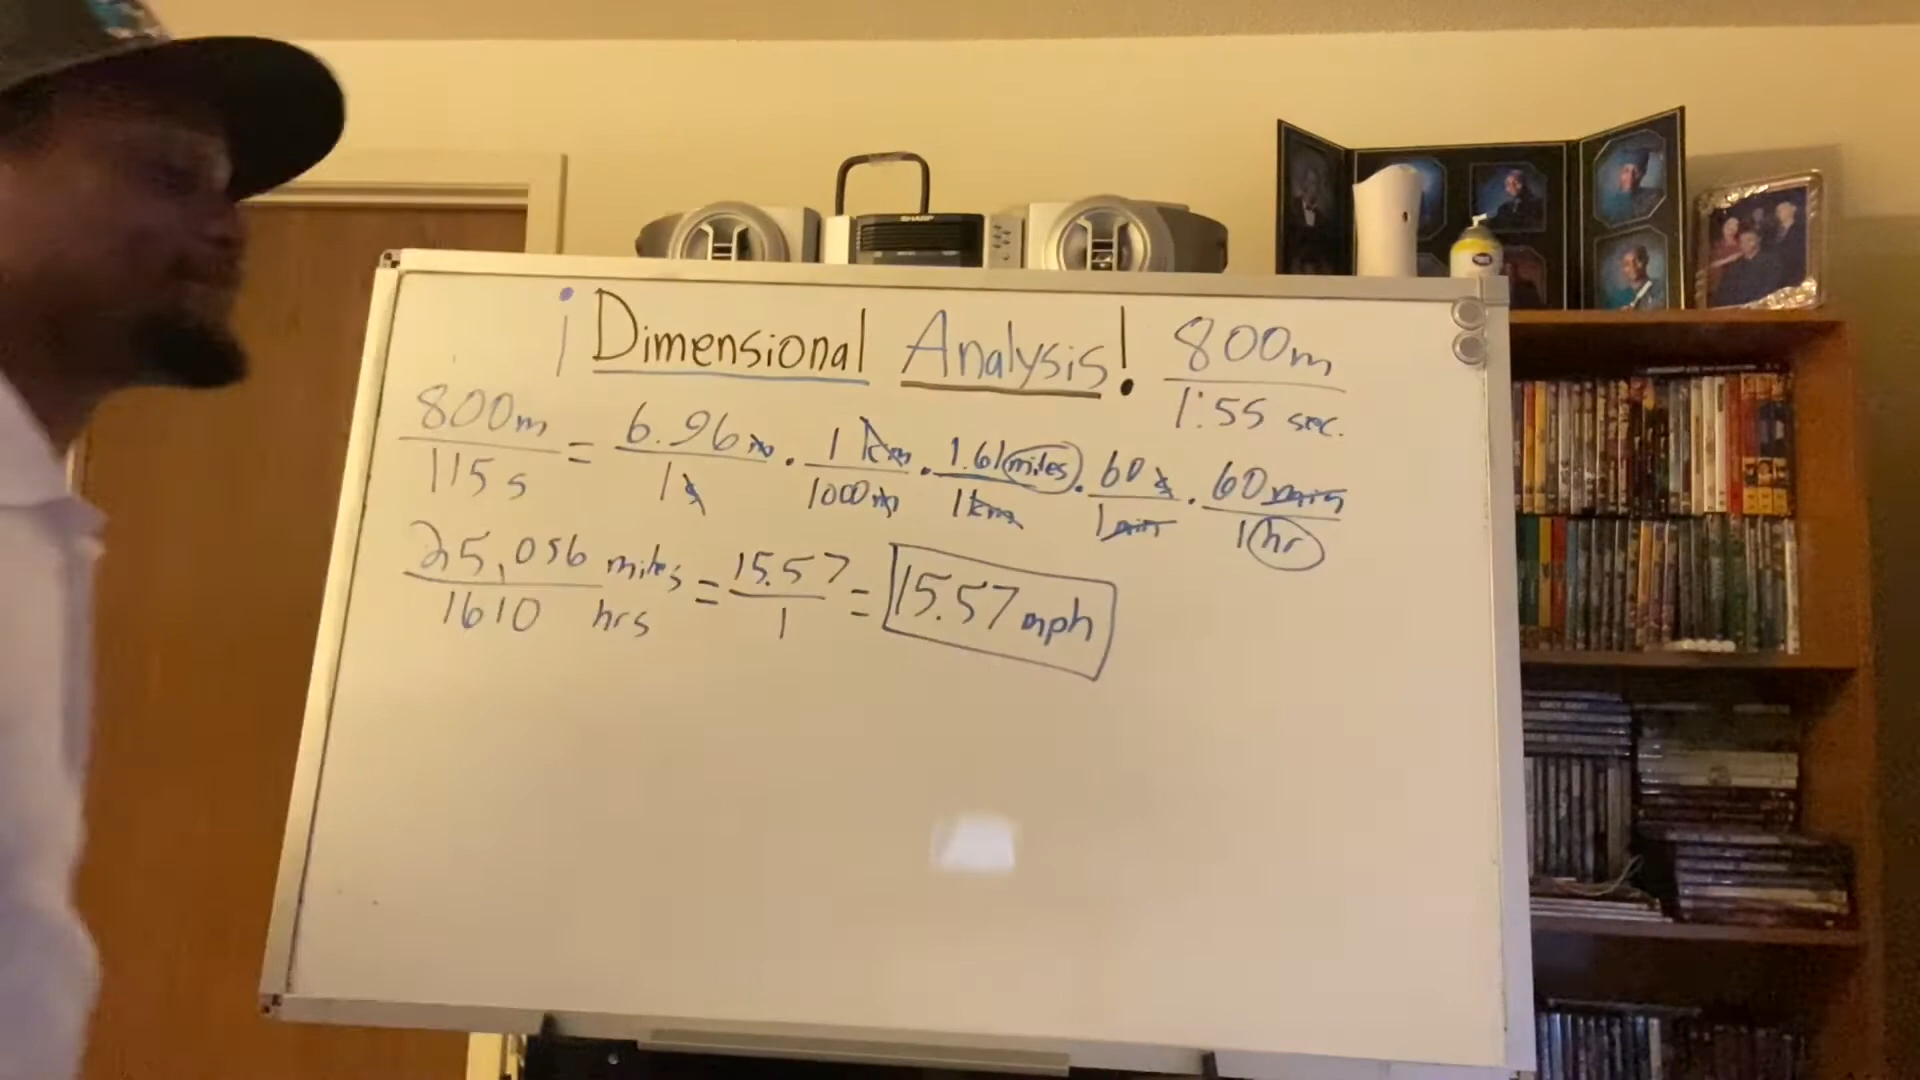 SHARP
¡Dimensional Analysis!
800m
1:55 sec.
800m / 115 s = 6.96 m / 1 s · 1 km / 1000 m · 1.61 miles / 1 km · 60 s / 1 min · 60 min / 1 hr
25,056 miles / 1610 hrs = 15.57 / 1 = 15.57 mph